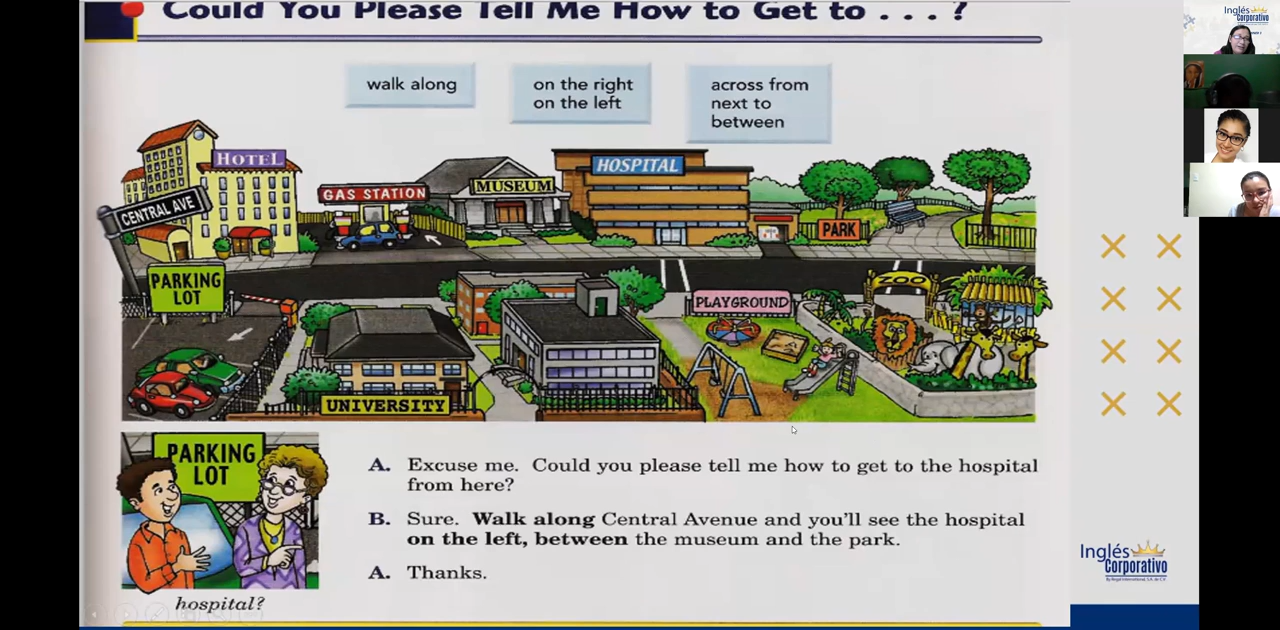 Could You Please Tell Me How to Get to . . . ?
walk along
on the right
on the left
across from
next to
between
HOTEL
GAS STATION
MUSEUM
HOSPITAL
PARK
CENTRAL AVE
PARKING
LOT
PLAYGROUND
ZOO
UNIVERSITY
PARKING
LOT
hospital?
A. Excuse me. Could you please tell me how to get to the hospital
from here?
B. Sure. Walk along Central Avenue and you'll see the hospital
on the left, between the museum and the park.
A. Thanks.
Inglés
Corporativo
Inglés
Corporativo